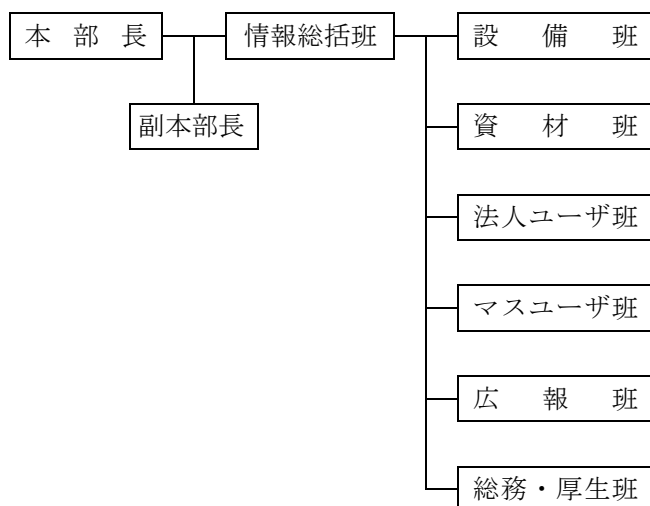 本部長
情報総括班
設備班
副本部長
資材班
法人ユーザ班
マスユーザ班
広報班
総務・厚生班